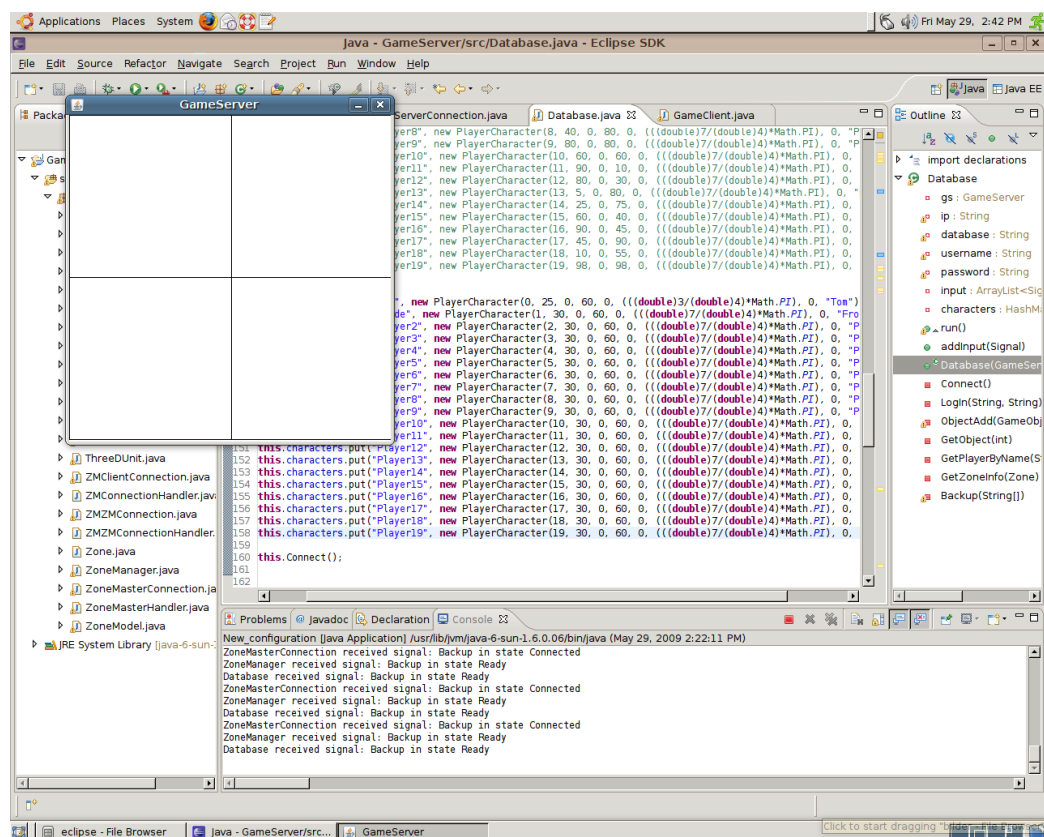 Applications Places System
Fri May 29, 2:42 PM
Java - GameServer/src/Database.java - Eclipse SDK
File Edit Source Refactor Navigate Search Project Run Window Help
Java Java EE
GameServer
Packa
ServerConnection.java Database.java GameClient.java
Outline
yer8", new PlayerCharacter(8, 40, 0, 80, 0, (((double)7/(double)4)*Math.PI), 0, "P
yer9", new PlayerCharacter(9, 80, 0, 80, 0, (((double)7/(double)4)*Math.PI), 0, "P
yer10", new PlayerCharacter(10, 60, 0, 60, 0, (((double)7/(double)4)*Math.PI), 0,
yer11", new PlayerCharacter(11, 90, 0, 10, 0, (((double)7/(double)4)*Math.PI), 0,
yer12", new PlayerCharacter(12, 80, 0, 30, 0, (((double)7/(double)4)*Math.PI), 0,
yer13", new PlayerCharacter(13, 5, 0, 80, 0, (((double)7/(double)4)*Math.PI), 0, "
yer14", new PlayerCharacter(14, 25, 0, 75, 0, (((double)7/(double)4)*Math.PI), 0,
yer15", new PlayerCharacter(15, 60, 0, 40, 0, (((double)7/(double)4)*Math.PI), 0,
yer16", new PlayerCharacter(16, 90, 0, 45, 0, (((double)7/(double)4)*Math.PI), 0,
yer17", new PlayerCharacter(17, 45, 0, 90, 0, (((double)7/(double)4)*Math.PI), 0,
yer18", new PlayerCharacter(18, 10, 0, 55, 0, (((double)7/(double)4)*Math.PI), 0,
yer19", new PlayerCharacter(19, 98, 0, 98, 0, (((double)7/(double)4)*Math.PI), 0,
", new PlayerCharacter(0, 25, 0, 60, 0, (((double)3/(double)4)*Math.PI), 0, "Tom")
de", new PlayerCharacter(1, 30, 0, 60, 0, (((double)7/(double)4)*Math.PI), 0, "Fro
yer2", new PlayerCharacter(2, 30, 0, 60, 0, (((double)7/(double)4)*Math.PI), 0, "P
yer3", new PlayerCharacter(3, 30, 0, 60, 0, (((double)7/(double)4)*Math.PI), 0, "P
yer4", new PlayerCharacter(4, 30, 0, 60, 0, (((double)7/(double)4)*Math.PI), 0, "P
yer5", new PlayerCharacter(5, 30, 0, 60, 0, (((double)7/(double)4)*Math.PI), 0, "P
yer6", new PlayerCharacter(6, 30, 0, 60, 0, (((double)7/(double)4)*Math.PI), 0, "P
yer7", new PlayerCharacter(7, 30, 0, 60, 0, (((double)7/(double)4)*Math.PI), 0, "P
yer8", new PlayerCharacter(8, 30, 0, 60, 0, (((double)7/(double)4)*Math.PI), 0, "P
yer9", new PlayerCharacter(9, 30, 0, 60, 0, (((double)7/(double)4)*Math.PI), 0, "P
yer10", new PlayerCharacter(10, 30, 0, 60, 0, (((double)7/(double)4)*Math.PI), 0,
yer11", new PlayerCharacter(11, 30, 0, 60, 0, (((double)7/(double)4)*Math.PI), 0,
151 this.characters.put("Player12", new PlayerCharacter(12, 30, 0, 60, 0, (((double)7/(double)4)*Math.PI), 0,
152 this.characters.put("Player13", new PlayerCharacter(13, 30, 0, 60, 0, (((double)7/(double)4)*Math.PI), 0,
153 this.characters.put("Player14", new PlayerCharacter(14, 30, 0, 60, 0, (((double)7/(double)4)*Math.PI), 0,
154 this.characters.put("Player15", new PlayerCharacter(15, 30, 0, 60, 0, (((double)7/(double)4)*Math.PI), 0,
155 this.characters.put("Player16", new PlayerCharacter(16, 30, 0, 60, 0, (((double)7/(double)4)*Math.PI), 0,
156 this.characters.put("Player17", new PlayerCharacter(17, 30, 0, 60, 0, (((double)7/(double)4)*Math.PI), 0,
157 this.characters.put("Player18", new PlayerCharacter(18, 30, 0, 60, 0, (((double)7/(double)4)*Math.PI), 0,
158 this.characters.put("Player19", new PlayerCharacter(19, 30, 0, 60, 0, (((double)7/(double)4)*Math.PI), 0,
159
160 this.Connect();
161
162
Gam
s
ThreeDUnit.java
ZMClientConnection.java
ZMConnectionHandler.jav
ZMZMConnection.java
ZMZMConnectionHandler.
Zone.java
ZoneManager.java
ZoneMasterConnection.ja
ZoneMasterHandler.java
ZoneModel.java
JRE System Library [java-6-sun-
import declarations
Database
gs : GameServer
ip : String
database : String
username : String
password : String
input : ArrayList<Sig
characters : HashMa
run()
addInput(Signal)
Database(GameSer
Connect()
LogIn(String, String)
ObjectAdd(GameObj
GetObject(int)
GetPlayerByName(S
GetZoneInfo(Zone)
Backup(String[])
Problems Javadoc Declaration Console
New_configuration [Java Application] /usr/lib/jvm/java-6-sun-1.6.0.06/bin/java (May 29, 2009 2:22:11 PM)
ZoneMasterConnection received signal: Backup in state Connected
ZoneManager received signal: Backup in state Ready
Database received signal: Backup in state Ready
ZoneMasterConnection received signal: Backup in state Connected
ZoneManager received signal: Backup in state Ready
Database received signal: Backup in state Ready
ZoneMasterConnection received signal: Backup in state Connected
ZoneManager received signal: Backup in state Ready
Database received signal: Backup in state Ready
eclipse - File Browser
Java - GameServer/src...
GameServer
Click to start dragging "bilder - File Browser